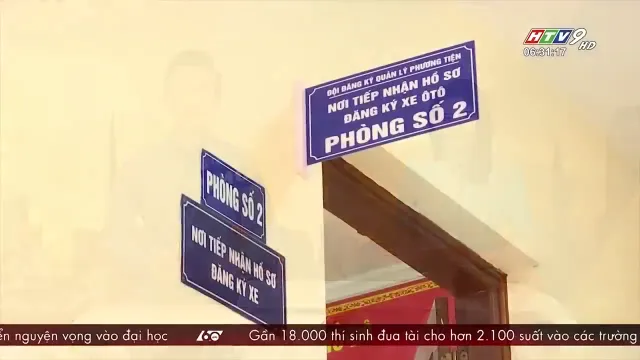 HTV9 HD
06:31:17
ĐỘI ĐĂNG KÝ QUẢN LÝ PHƯƠNG TIỆN
NƠI TIẾP NHẬN HỒ SƠ
ĐĂNG KÝ XE ÔTÔ
PHÒNG SỐ 2
PHÒNG SỐ 2
NƠI TIẾP NHẬN HỒ SƠ
ĐĂNG KÝ XE
ển nguyện vọng vào đại học
60
Gần 18.000 thí sinh đua tài cho hơn 2.100 suất vào các trường